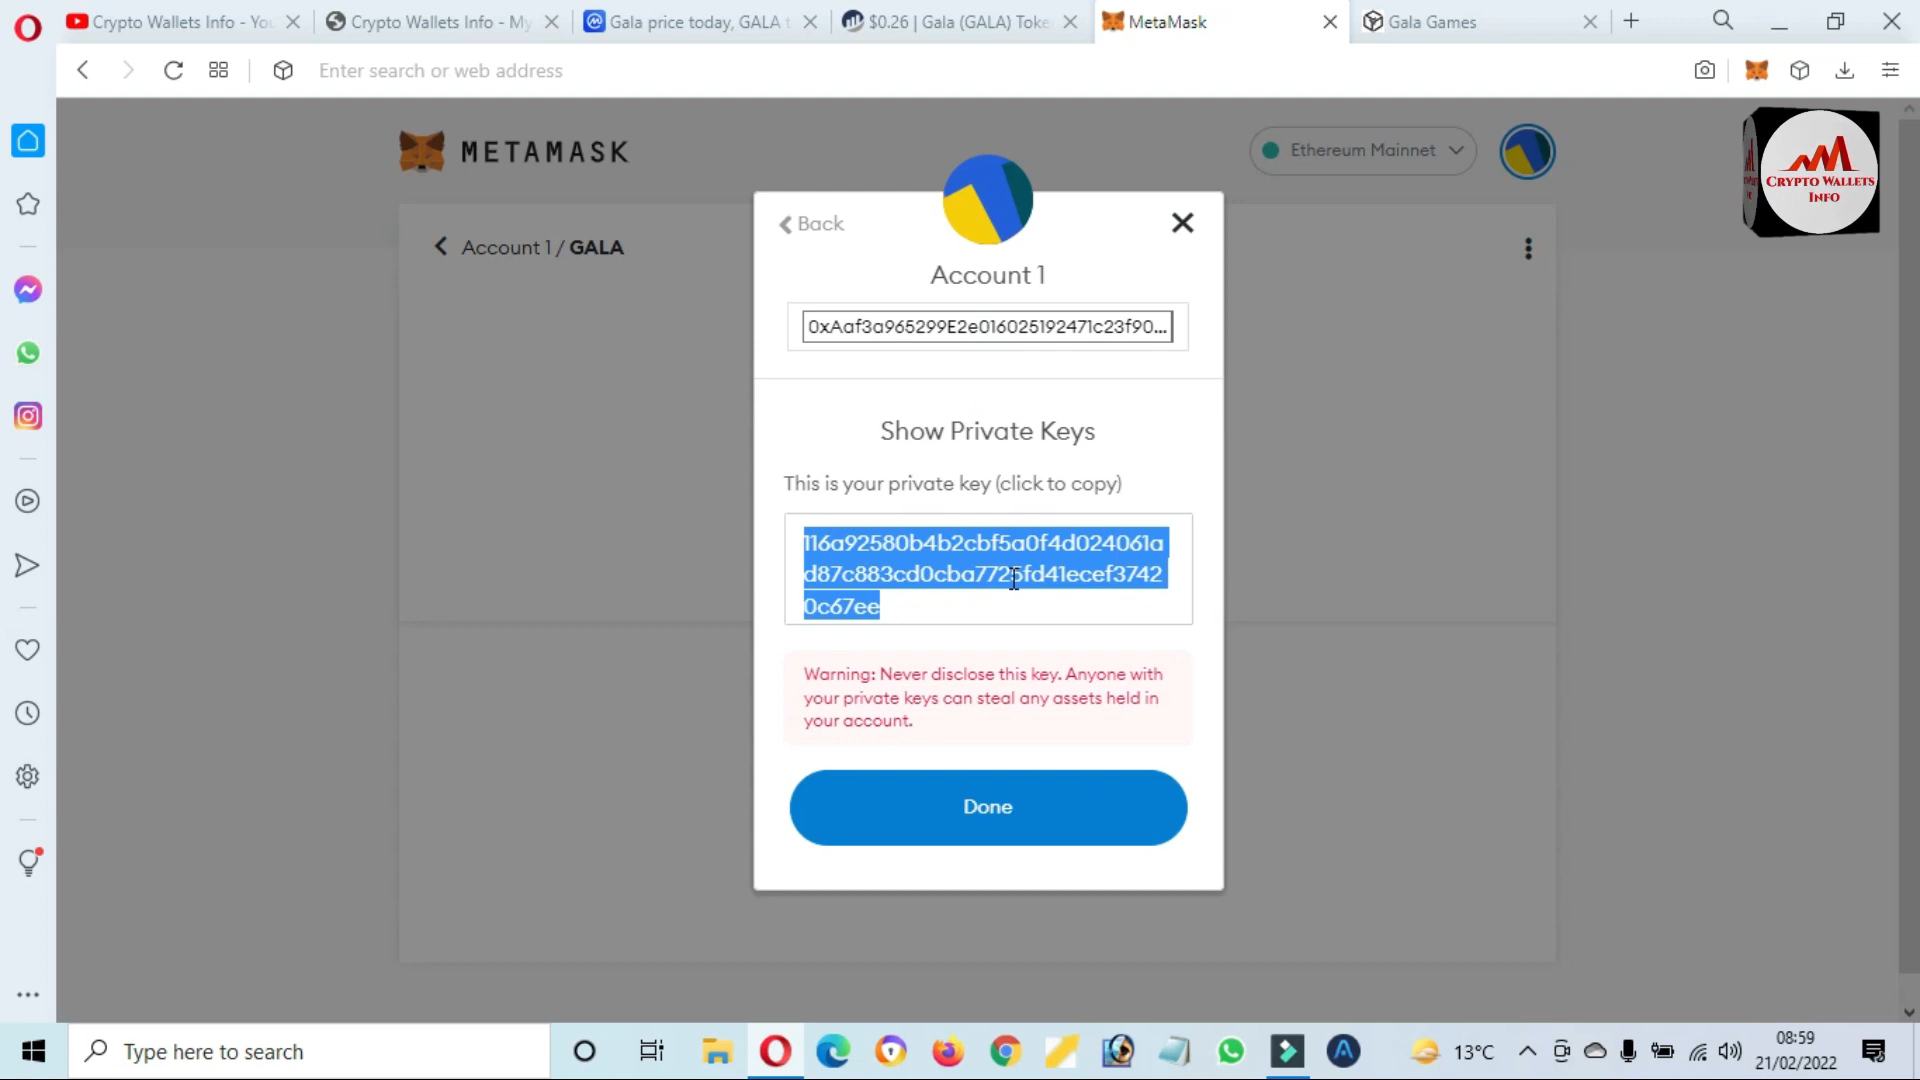 Crypto Wallets Info - You
Crypto Wallets Info - My
Gala price today, GALA t
$0.26 | Gala (GALA) Toke
MetaMask
Gala Games
Enter search or web address
METAMASK
Ethereum Mainnet
CRYPTO WALLETS
INFO
Back
Account 1 / GALA
Account 1
0xAaf3a965299E2e016025192471c23f90...
Show Private Keys
This is your private key (click to copy)
116a92580b4b2cbf5a0f4d024061a
d87c883cd0cba7725fd41ecef3742
0c67ee
Warning: Never disclose this key. Anyone with
your private keys can steal any assets held in
your account.
Done
Type here to search
13°C
08:59
21/02/2022